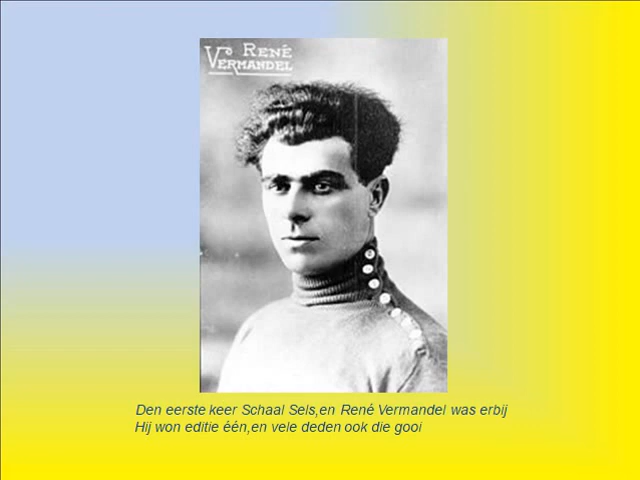 RENÉ
VERMANDEL
Den eerste keer Schaal Sels,en René Vermandel was erbij
Hij won editie één,en vele deden ook die gooi